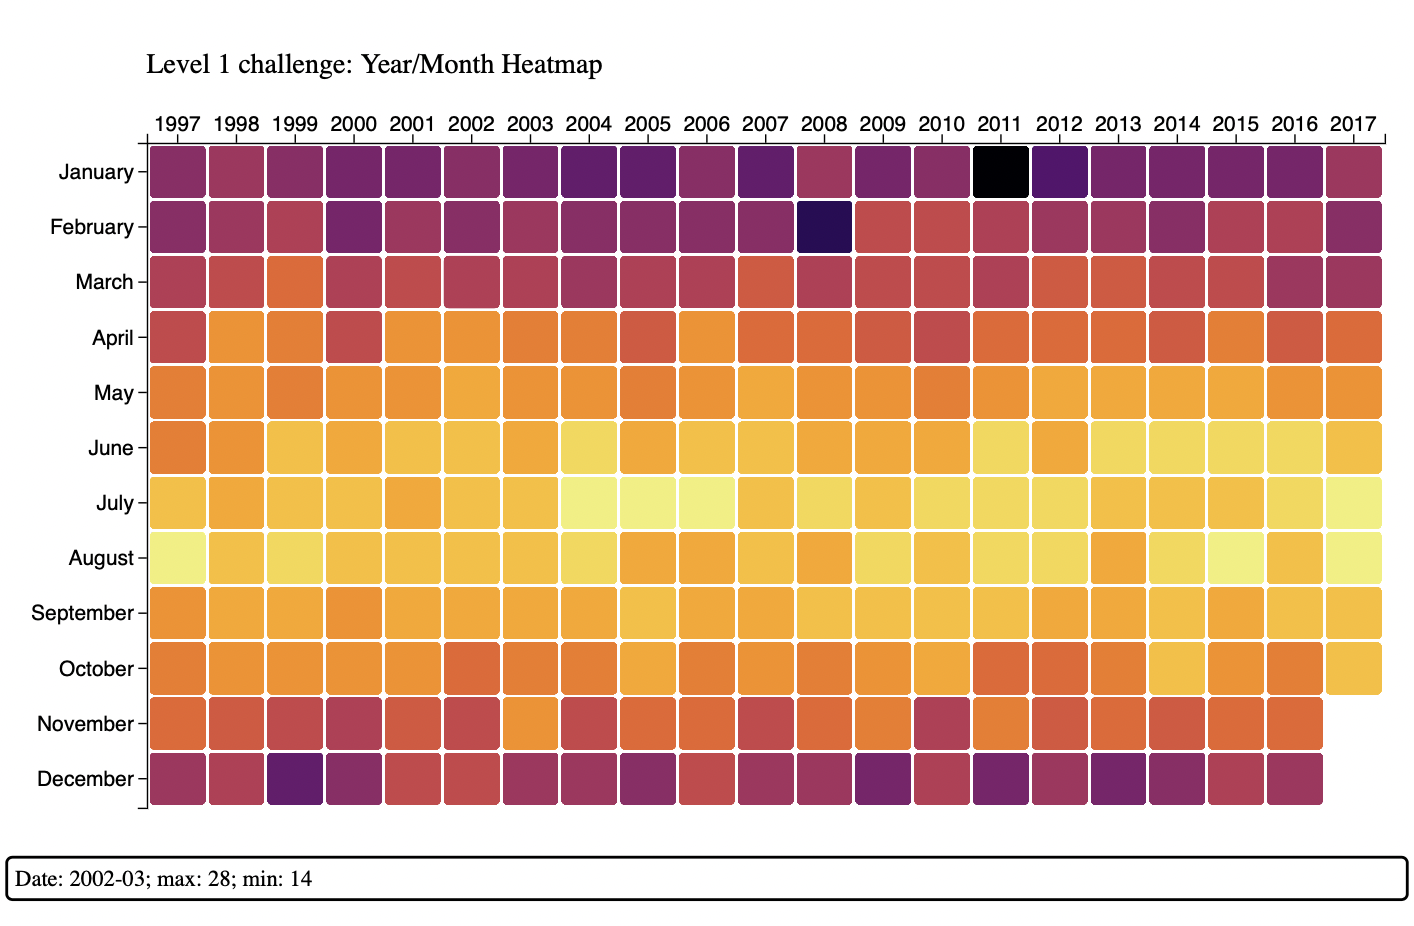 Level 1 challenge: Year/Month Heatmap
1997 1998 1999 2000 2001 2002 2003 2004 2005 2006 2007 2008 2009 2010 2011 2012 2013 2014 2015 2016 2017
January
February
March
April
May
June
July
August
September
October
November
December
Date: 2002-03; max: 28; min: 14